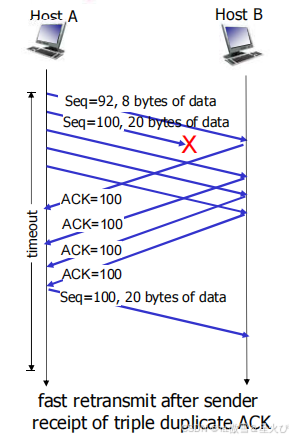 Host A
Host B
Seq=92, 8 bytes of data
Seq=100, 20 bytes of data
X
ACK=100
ACK=100
ACK=100
ACK=100
timeout
Seq=100, 20 bytes of data
fast retransmit after sender
receipt of triple duplicate ACK